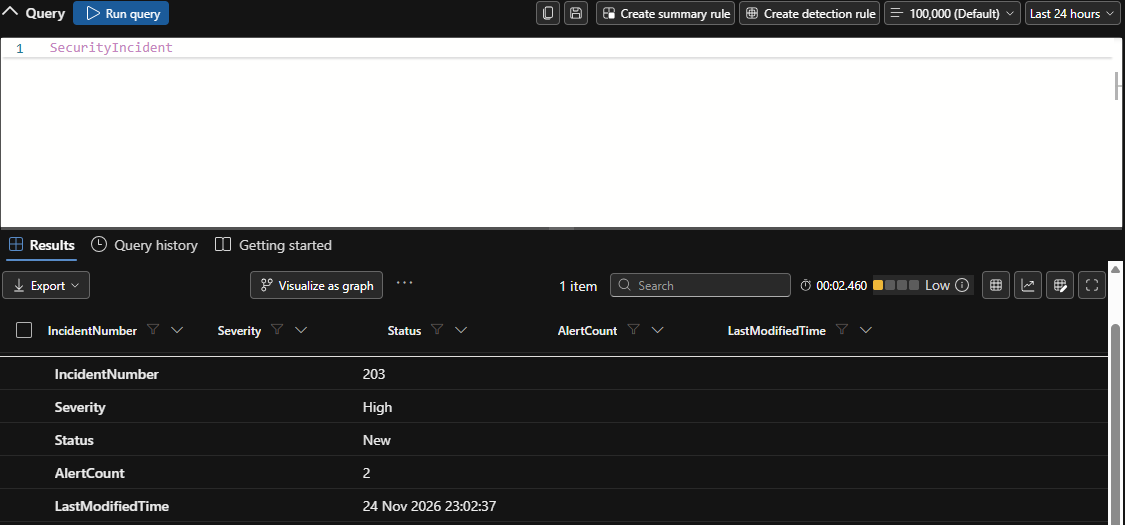 Query Run query Create summary rule Create detection rule 100,000 (Default) Last 24 hours
1 SecurityIncident
Results Query history Getting started
Export Visualize as graph ... 1 item Search 00:02.460 Low
IncidentNumber Severity Status AlertCount LastModifiedTime
IncidentNumber 203
Severity High
Status New
AlertCount 2
LastModifiedTime 24 Nov 2026 23:02:37